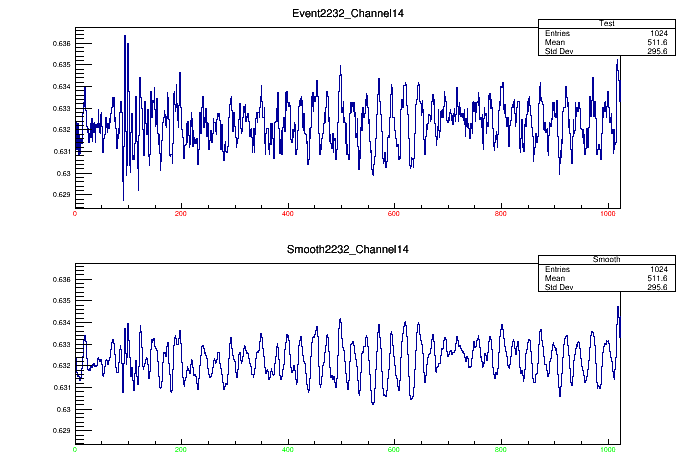 Event2232_Channel14
Test
Entries 1024
Mean 511.6
Std Dev 295.6
0.636
0.635
0.634
0.633
0.632
0.631
0.63
0.629
0 200 400 600 800 1000
Smooth2232_Channel14
Smooth
Entries 1024
Mean 511.6
Std Dev 295.6
0.636
0.635
0.634
0.633
0.632
0.631
0.63
0.629
0 200 400 600 800 1000